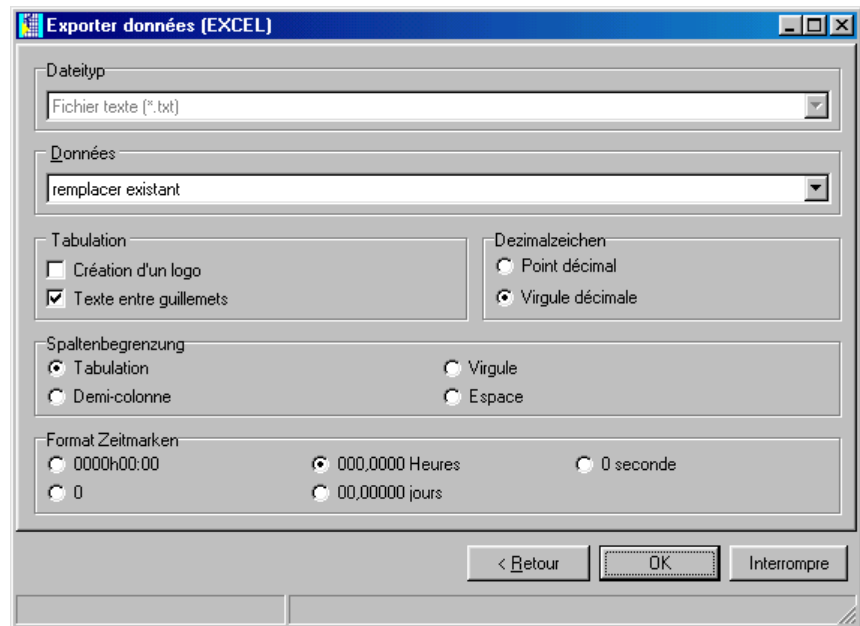 Exporter données (EXCEL)
Dateityp
Fichier texte (*.txt)
Données
remplacer existant
Tabulation
Création d'un logo
Texte entre guillemets
Dezimalzeichen
Point décimal
Virgule décimale
Spaltenbegrenzung
Tabulation
Virgule
Demi-colonne
Espace
Format Zeitmarken
0000h00:00
000,0000 Heures
0 seconde
0
00,00000 jours
< Retour
OK
Interrompre